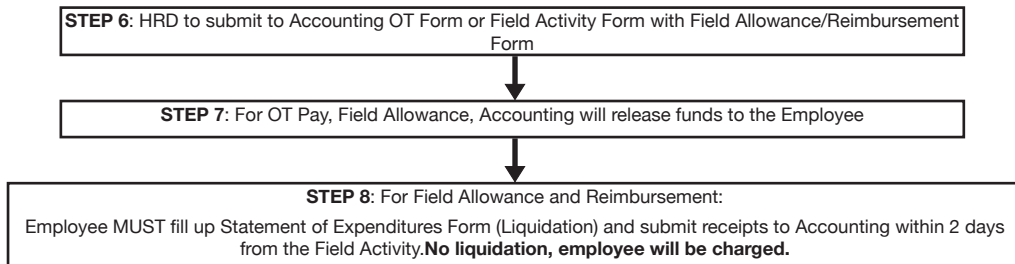 STEP 6: HRD to submit to Accounting OT Form or Field Activity Form with Field Allowance/Reimbursement
Form
STEP 7: For OT Pay, Field Allowance, Accounting will release funds to the Employee
STEP 8: For Field Allowance and Reimbursement:
Employee MUST fill up Statement of Expenditures Form (Liquidation) and submit receipts to Accounting within 2 days
from the Field Activity.No liquidation, employee will be charged.